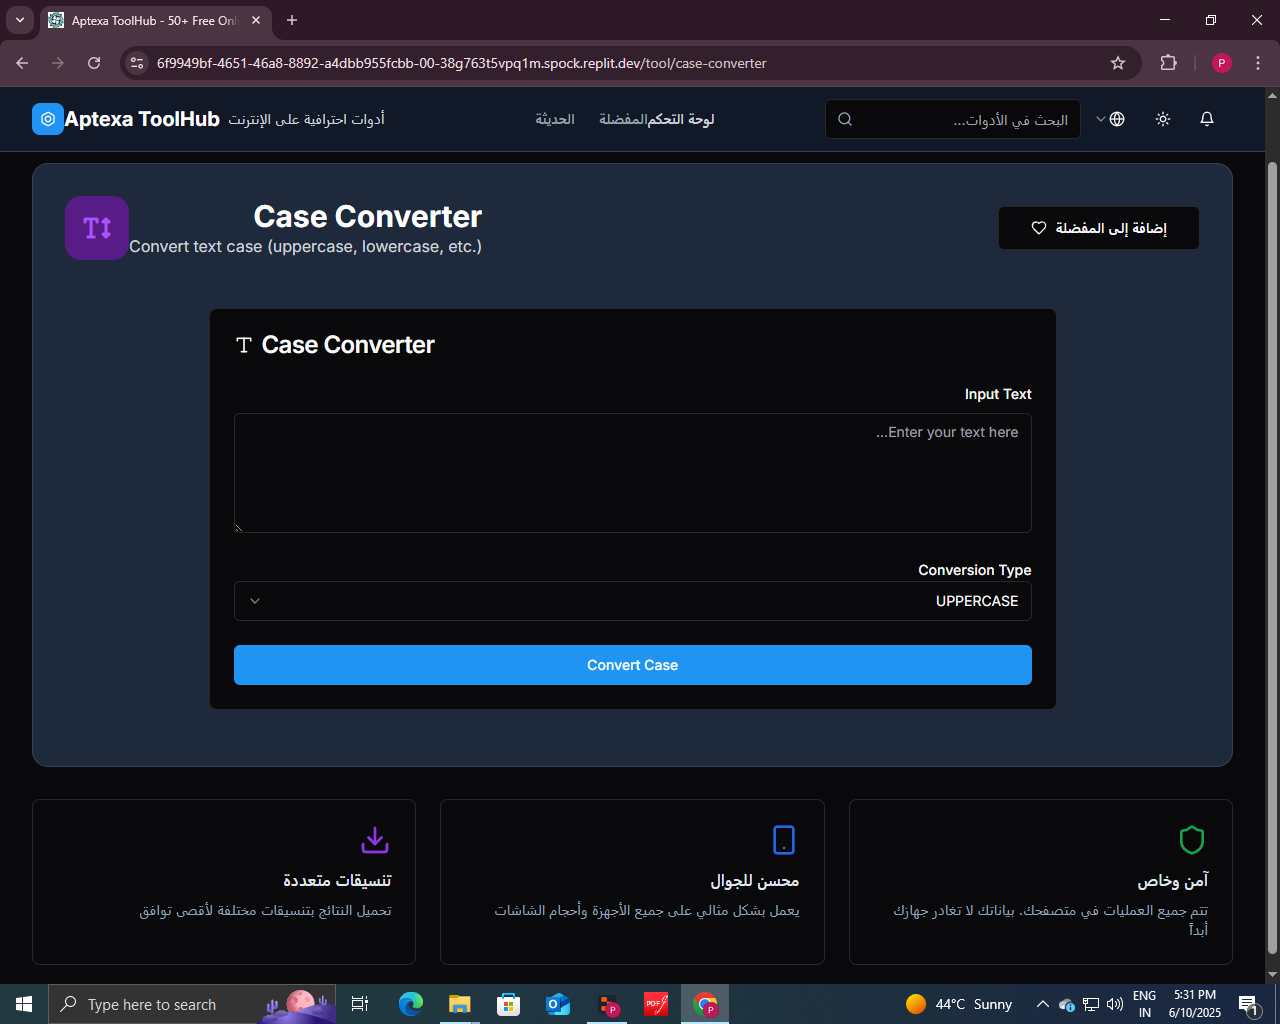 Aptexa ToolHub - 50+ Free Onl
6f9949bf-4651-46a8-8892-a4dbb955fcbb-00-38g763t5vpq1m.spock.replit.dev/tool/case-converter
P
Aptexa ToolHub
أدوات احترافية على الإنترنت
لوحة التحكم
المفضلة
الحديثة
البحث في الأدوات...
Case Converter
Convert text case (uppercase, lowercase, etc.)
إضافة إلى المفضلة
Case Converter
Input Text
Enter your text here...
Conversion Type
UPPERCASE
Convert Case
آمن وخاص
تتم جميع العمليات في متصفحك. بياناتك لا تغادر جهازك
أبداً
محسن للجوال
يعمل بشكل مثالي على جميع الأجهزة وأحجام الشاشات
تنسيقات متعددة
تحميل النتائج بتنسيقات مختلفة لأقصى توافق
Type here to search
PDF
44°C Sunny
ENG
IN
5:31 PM
6/10/2025
1